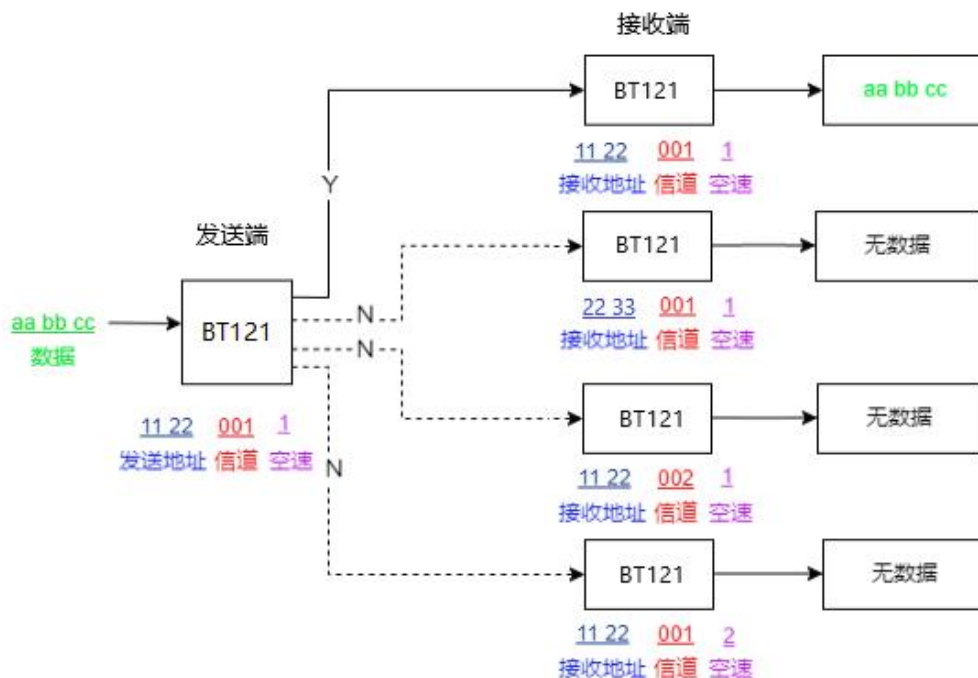 接收端
BT121
aa bb cc
11 22 001 1
接收地址 信道 空速
Y
发送端
BT121
无数据
N
22 33 001 1
接收地址 信道 空速
aa bb cc
数据
BT121
N
11 22 001 1
发送地址 信道 空速
BT121
无数据
N
11 22 002 1
接收地址 信道 空速
BT121
无数据
11 22 001 2
接收地址 信道 空速